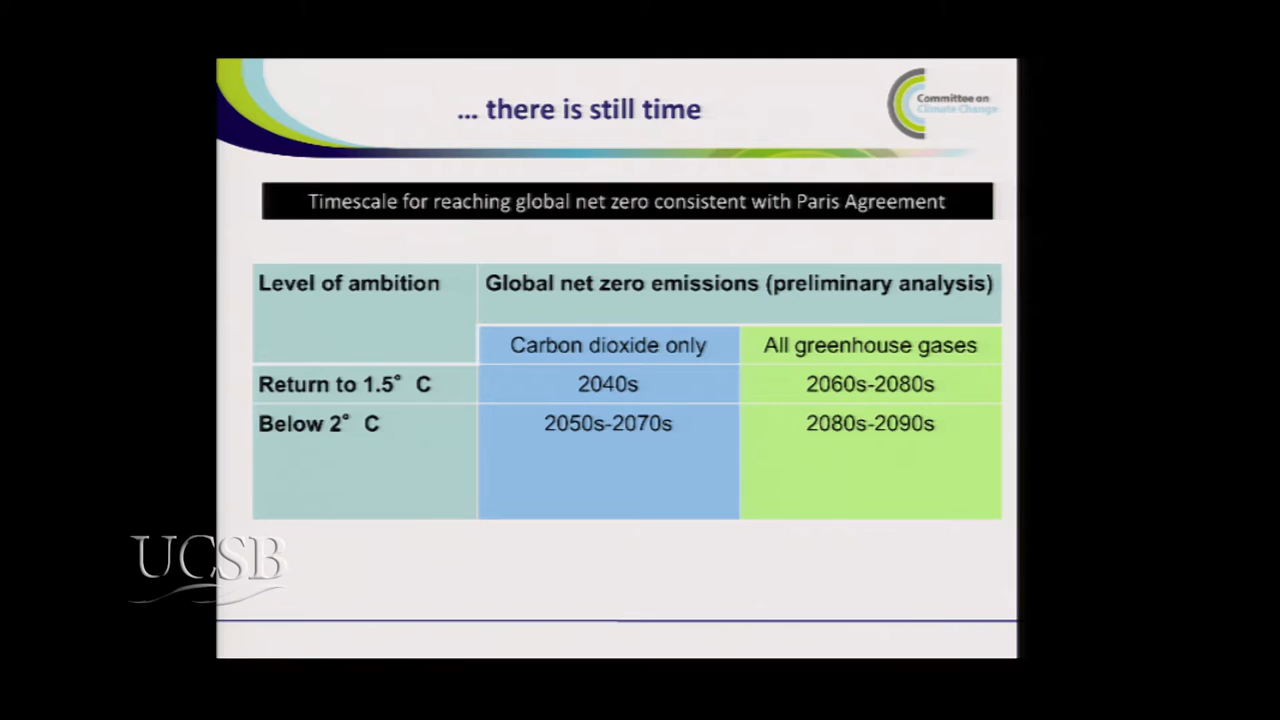 ... there is still time
Committee on
Climate Change
Timescale for reaching global net zero consistent with Paris Agreement
Level of ambition
Global net zero emissions (preliminary analysis)
Carbon dioxide only
All greenhouse gases
Return to 1.5° C
2040s
2060s-2080s
Below 2° C
2050s-2070s
2080s-2090s
UCSB